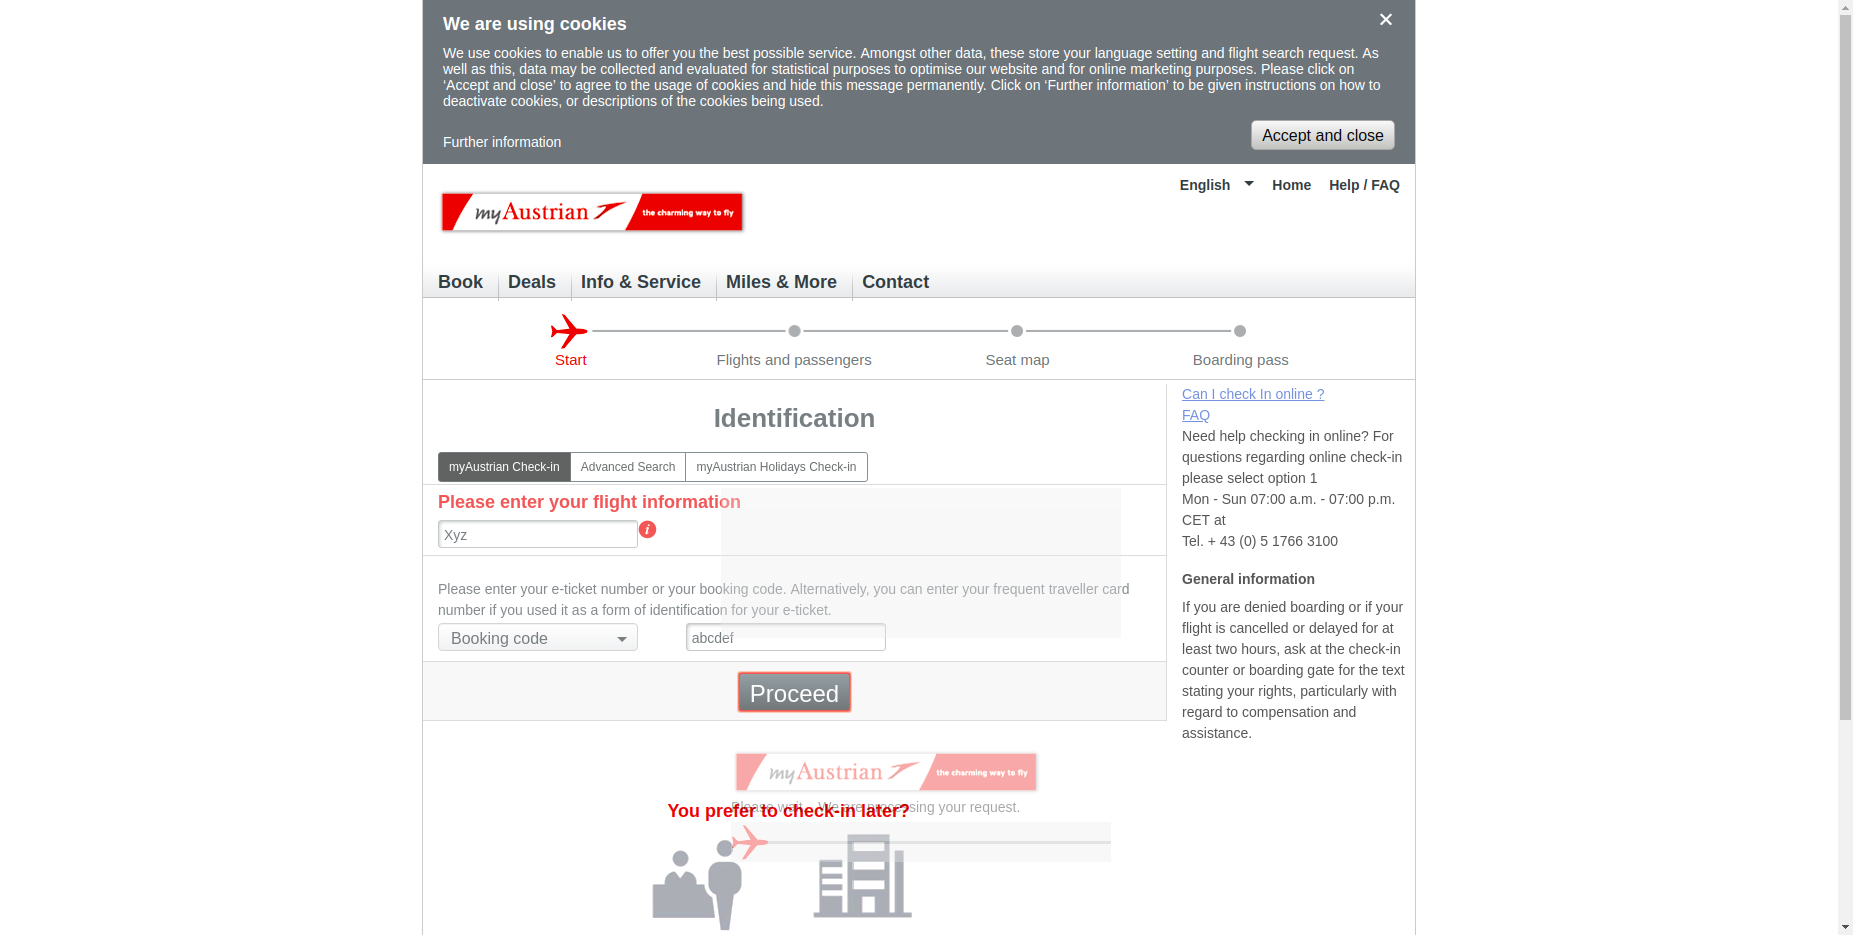 We are using cookies
We use cookies to enable us to offer you the best possible service. Amongst other data, these store your language setting and flight search request. As
well as this, data may be collected and evaluated for statistical purposes to optimise our website and for online marketing purposes. Please click on
‘Accept and close’ to agree to the usage of cookies and hide this message permanently. Click on ‘Further information’ to be given instructions on how to
deactivate cookies, or descriptions of the cookies being used.
Further information
Accept and close
English
Home
Help / FAQ
myAustrian
the charming way to fly
Book
Deals
Info & Service
Miles & More
Contact
Start
Flights and passengers
Seat map
Boarding pass
Identification
myAustrian Check-in
Advanced Search
myAustrian Holidays Check-in
Please enter your flight information
Xyz
i
Please enter your e-ticket number or your booking code. Alternatively, you can enter your frequent traveller card
number if you used it as a form of identification for your e-ticket.
Booking code
abcdef
Proceed
myAustrian
the charming way to fly
Please wait... We are processing your request.
You prefer to check-in later?
Can I check In online ?
FAQ
Need help checking in online? For
questions regarding online check-in
please select option 1
Mon - Sun 07:00 a.m. - 07:00 p.m.
CET at
Tel. + 43 (0) 5 1766 3100
General information
If you are denied boarding or if your
flight is cancelled or delayed for at
least two hours, ask at the check-in
counter or boarding gate for the text
stating your rights, particularly with
regard to compensation and
assistance.